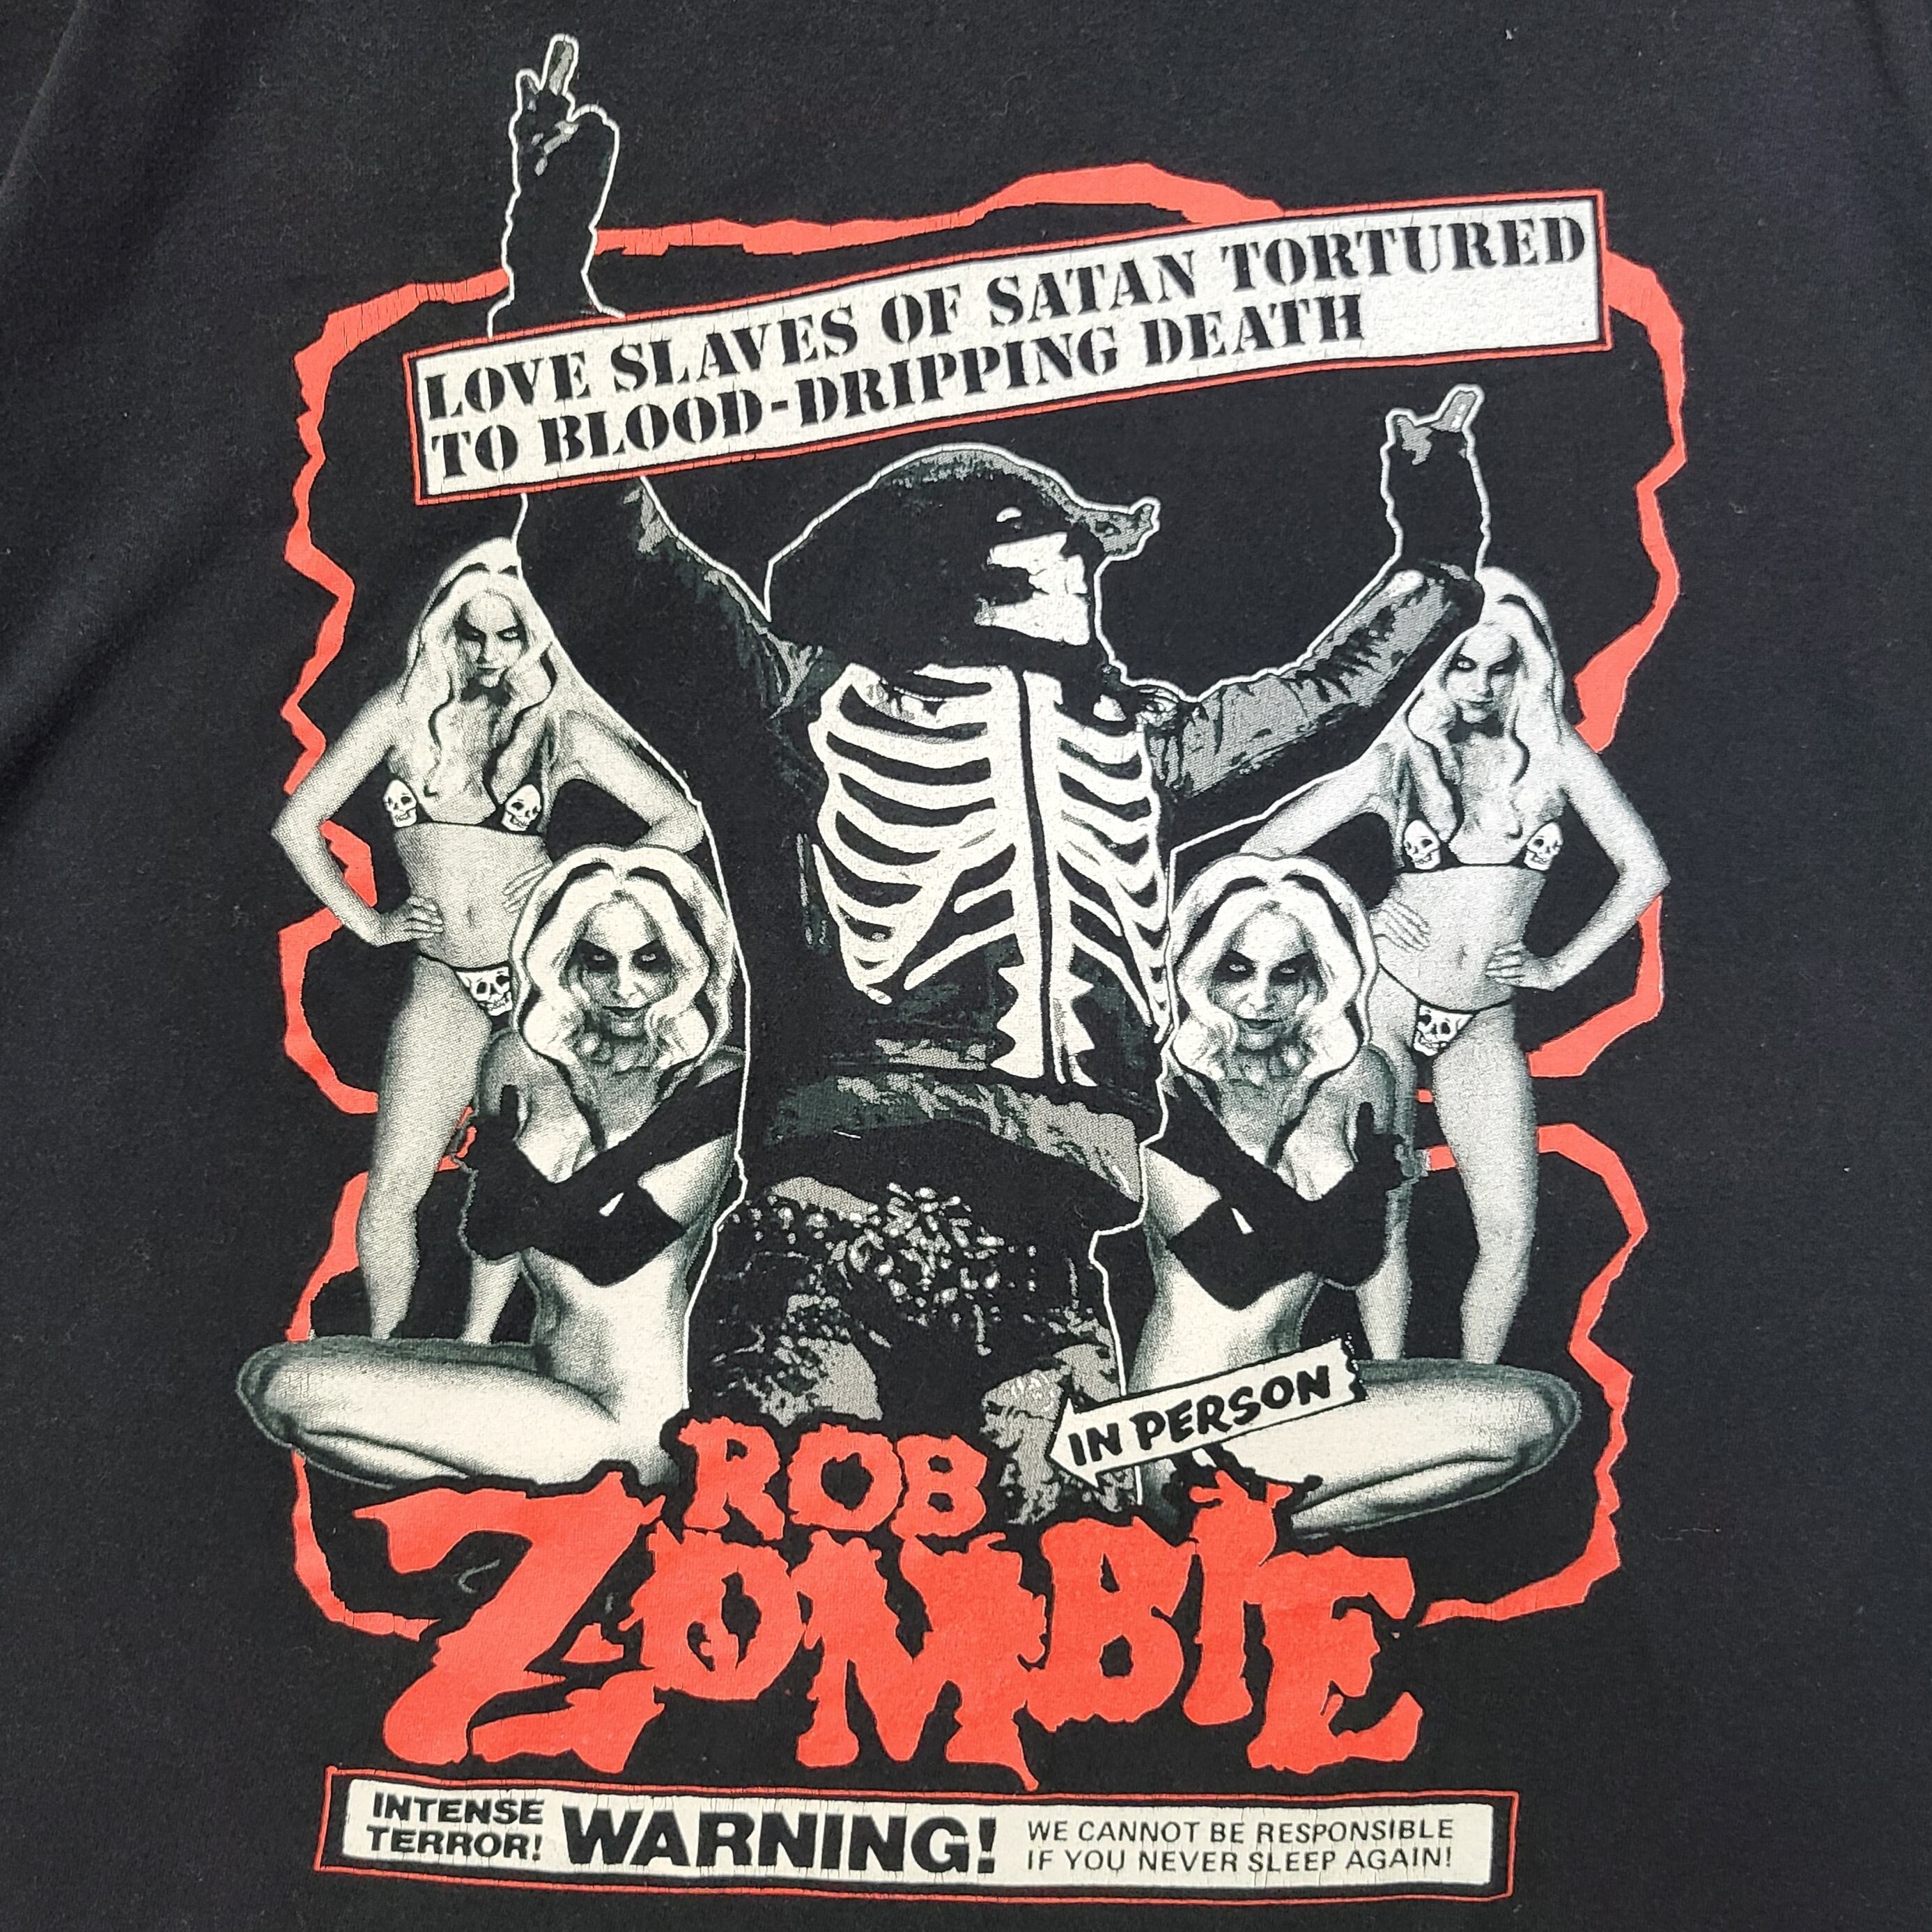 LOVE SLAVES OF SATAN TORTURED
TO BLOOD-DRIPPING DEATH
IN PERSON
ROB
ZOMBIE
INTENSE
TERROR!
WARNING!
WE CANNOT BE RESPONSIBLE
IF YOU NEVER SLEEP AGAIN!